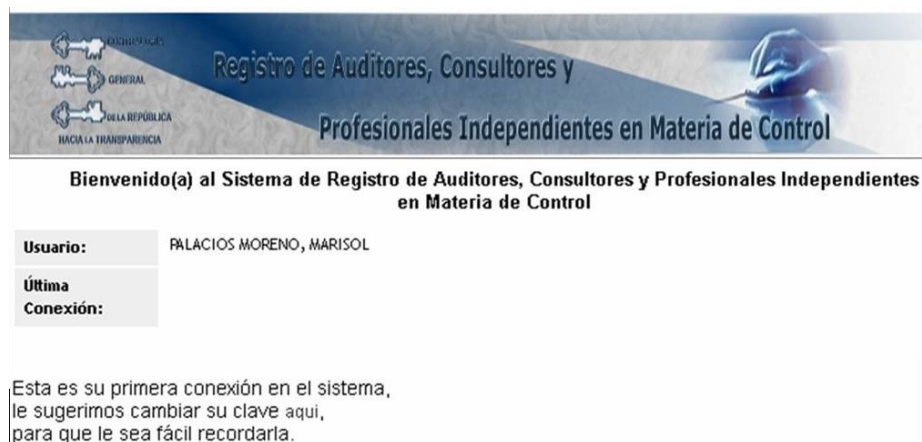 CONTRALORÍA
GENERAL
DE LA REPÚBLICA
HACIA LA TRANSPARENCIA
Registro de Auditores, Consultores y
Profesionales Independientes en Materia de Control
Bienvenido(a) al Sistema de Registro de Auditores, Consultores y Profesionales Independientes
en Materia de Control
Usuario: PALACIOS MORENO, MARISOL
Última
Conexión:
Esta es su primera conexión en el sistema,
le sugerimos cambiar su clave aqui,
para que le sea fácil recordarla.